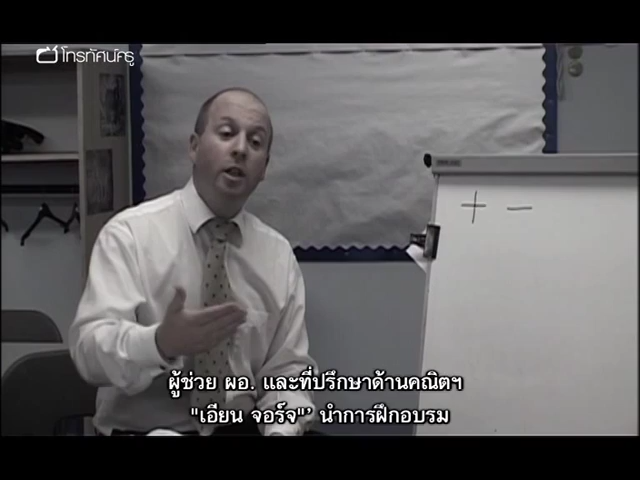 โทรทัศน์ครู
+ −
ผู้ช่วย ผอ. และที่ปรึกษาด้านคณิตฯ
"เอียน จอร์จ"' นำการฝึกอบรม